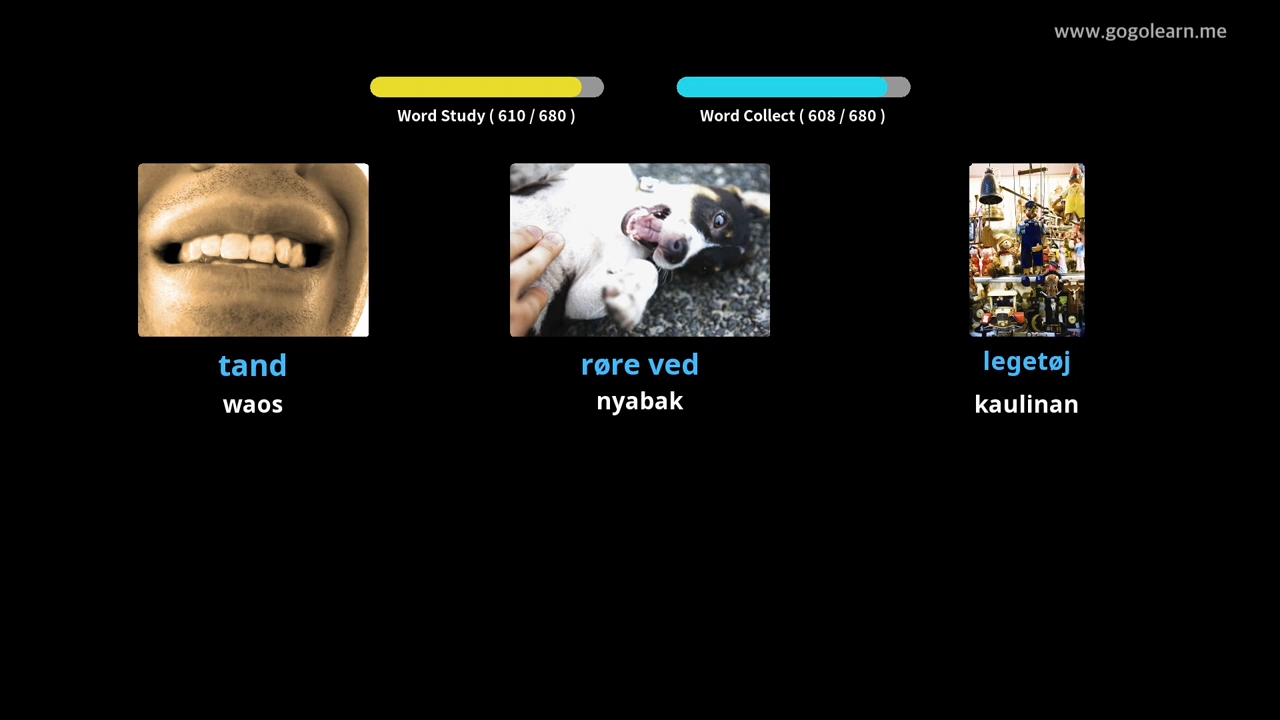 www.gogolearn.me
Word Study ( 610 / 680 )
Word Collect ( 608 / 680 )
tand
waos
røre ved
nyabak
legetøj
kaulinan